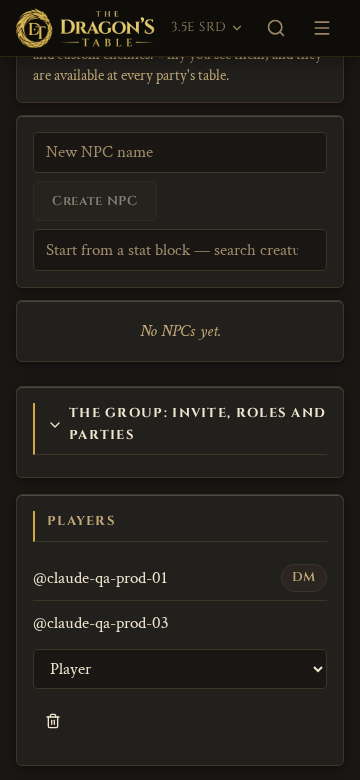 THE
DRAGON'S
TABLE
3.5E SRD
are available at every party's table.
New NPC name
CREATE NPC
Start from a stat block — search creatu
No NPCs yet.
THE GROUP: INVITE, ROLES AND
PARTIES
PLAYERS
@claude-qa-prod-01
DM
@claude-qa-prod-03
Player